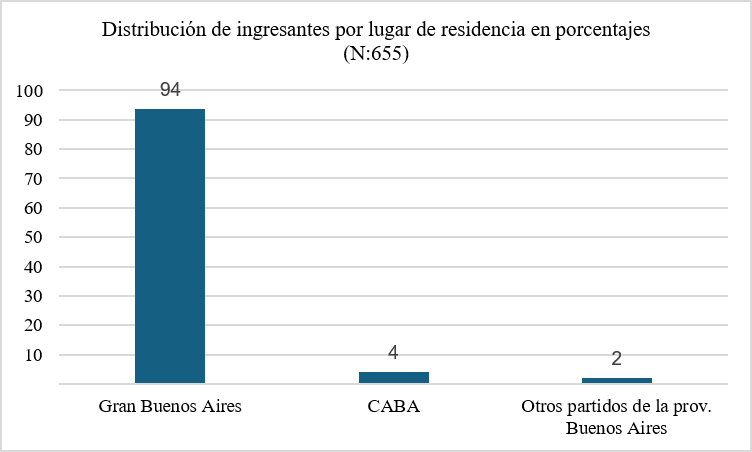 Distribución de ingresantes por lugar de residencia en porcentajes
(N:655)
100
90
80
70
60
50
40
30
20
10
94
4
2
Gran Buenos Aires
CABA
Otros partidos de la prov.
Buenos Aires